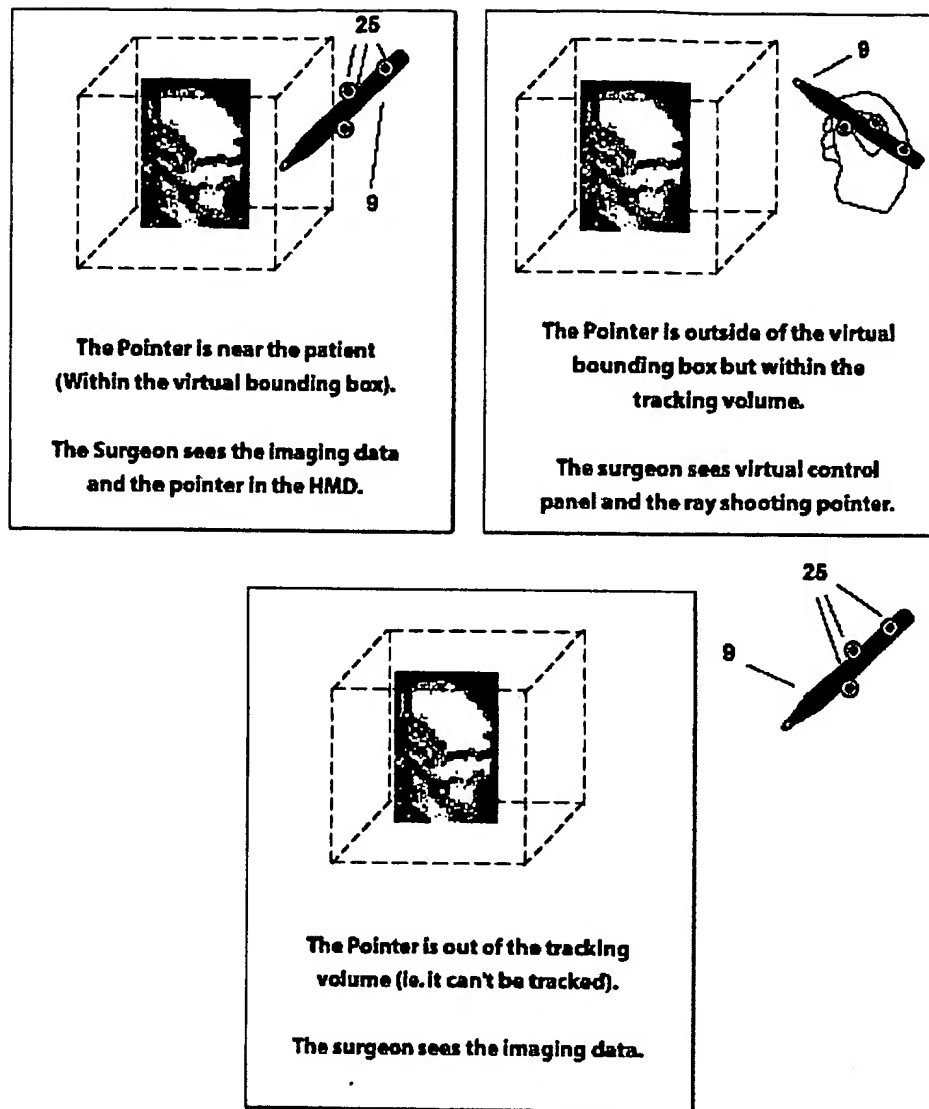 25
9
The Pointer is near the patient
(Within the virtual bounding box).
The Surgeon sees the imaging data
and the pointer in the HMD.
9
The Pointer is outside of the virtual
bounding box but within the
tracking volume.
The surgeon sees virtual control
panel and the ray shooting pointer.
25
9
The Pointer is out of the tracking
volume (ie. it can't be tracked).
The surgeon sees the imaging data.